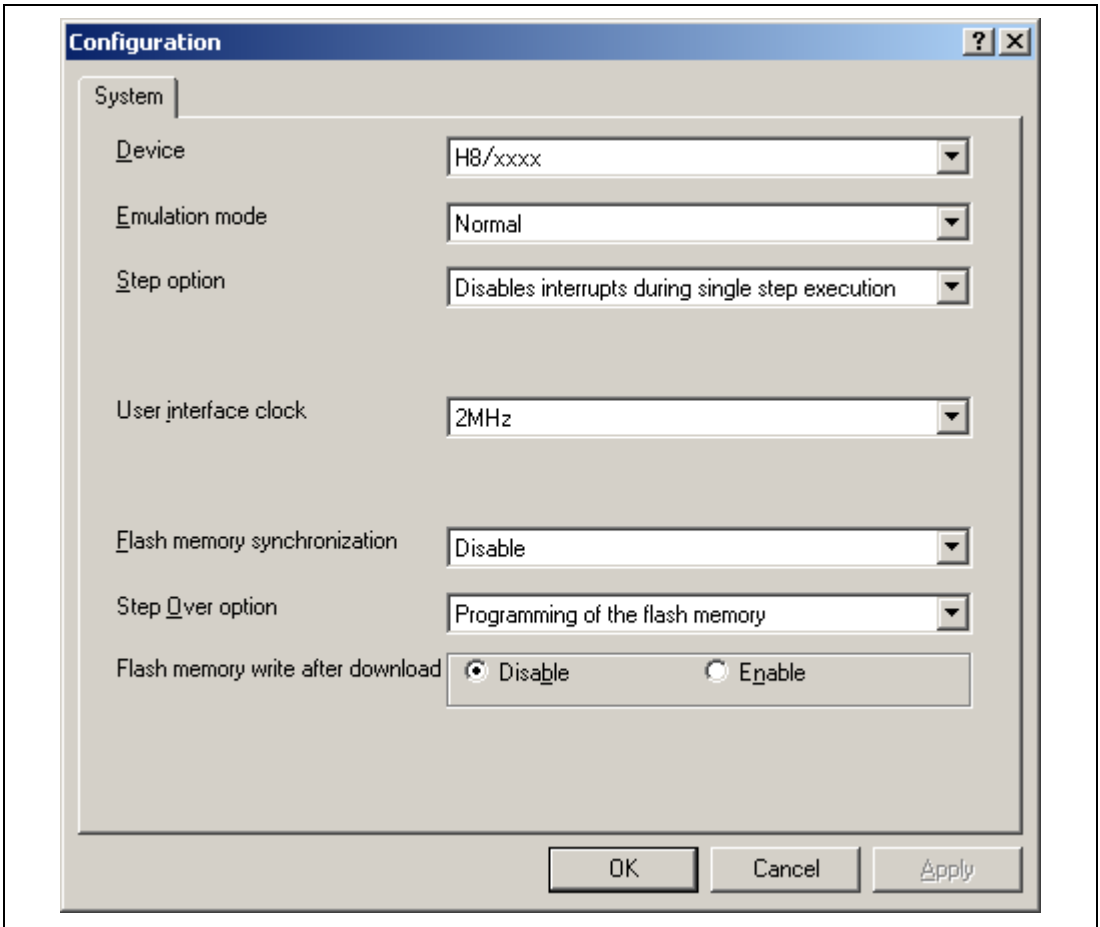 Configuration
System
Device H8/xxxx
Emulation mode Normal
Step option Disables interrupts during single step execution
User interface clock 2MHz
Flash memory synchronization Disable
Step Over option Programming of the flash memory
Flash memory write after download Disable Enable
OK Cancel Apply